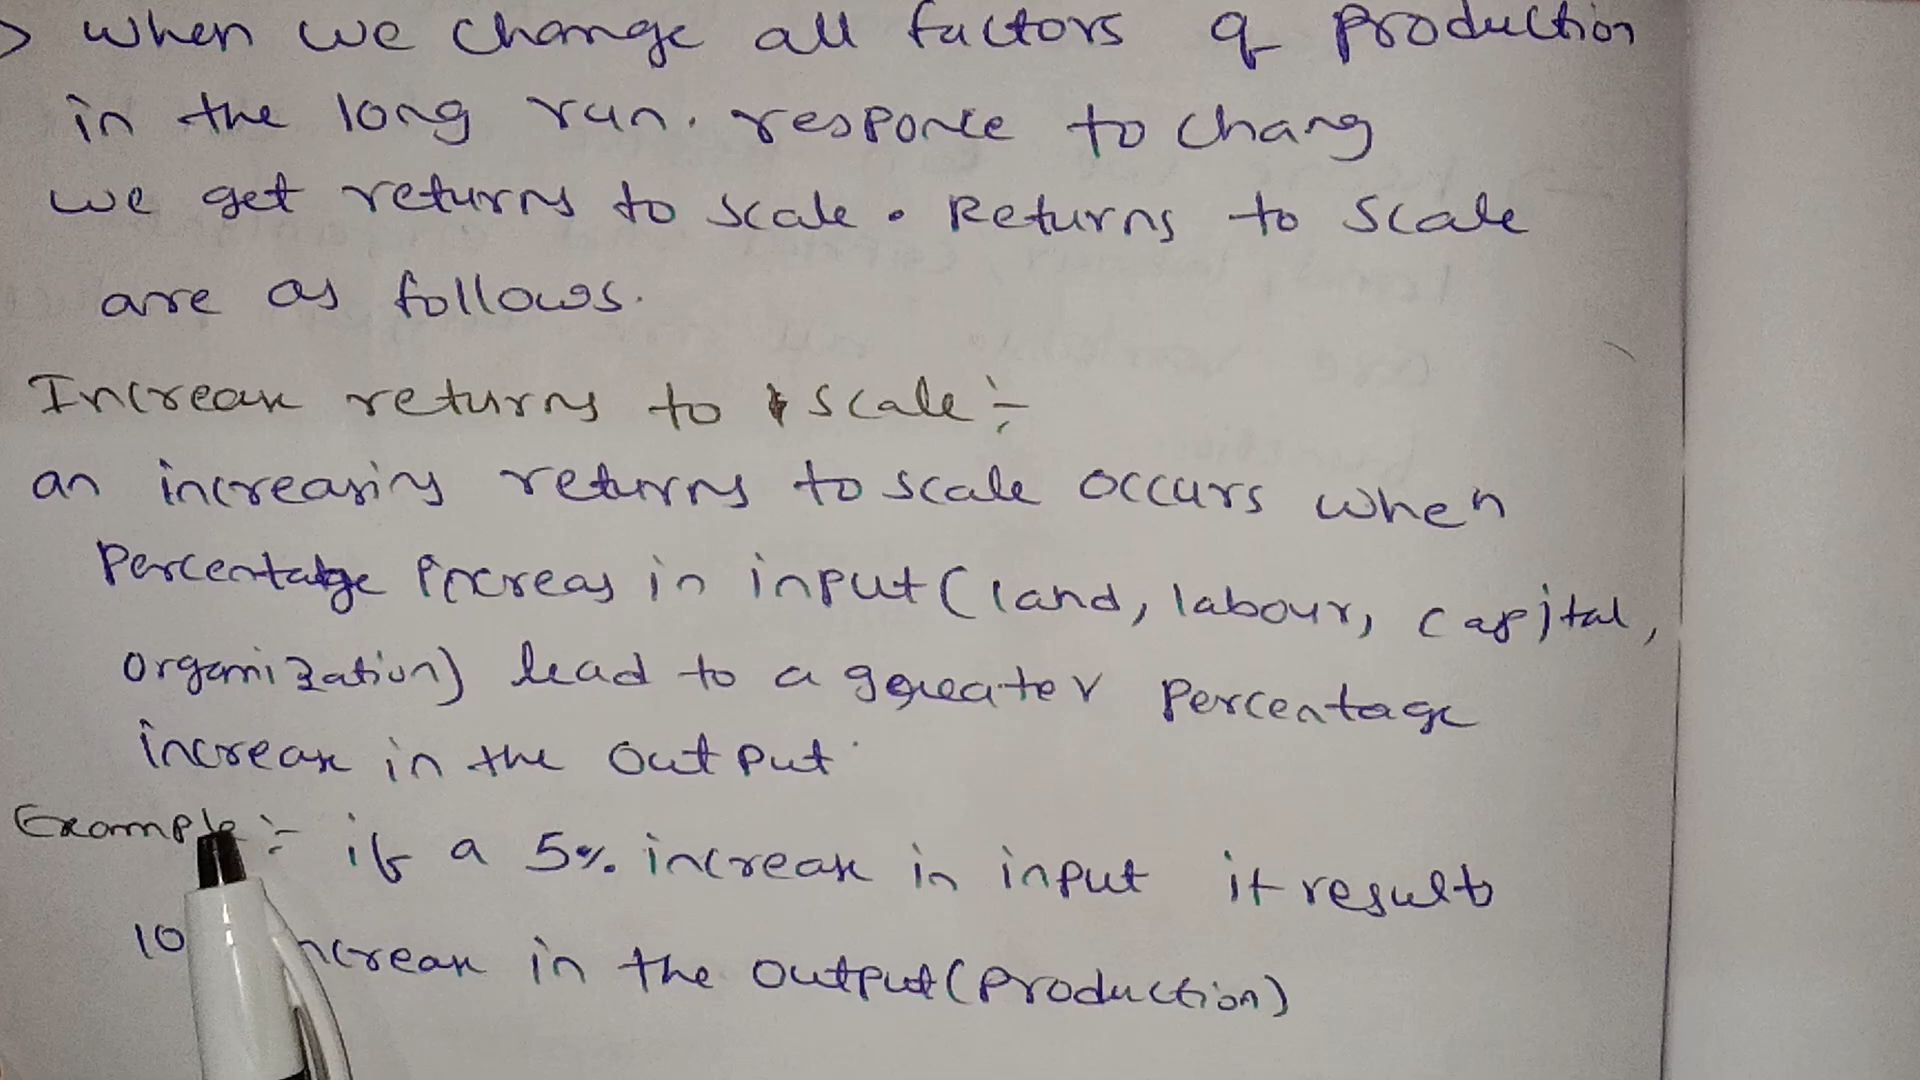 > when we change all factors of production
in the long run. responce to chang
we get returns to scale. Returns to scale
are as follows.
Increase returns to scale :-
an increasing returns to scale occurs when
Percentage increas in input (land, labour, capital,
organization) lead to a greater percentage
increase in the output
Example :- if a 5% increase in input it results
10 increase in the output (production)